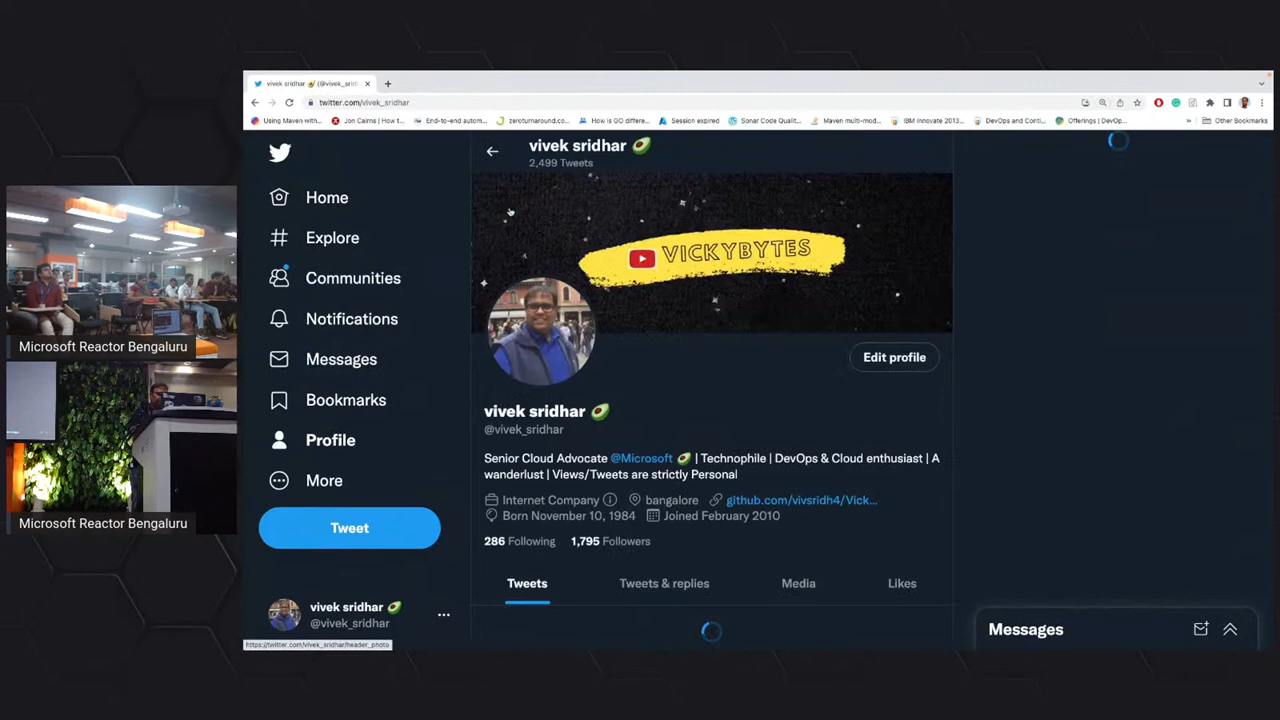 vivek sridhar 🥑 (@vivek_srid
twitter.com/vivek_sridhar
Using Maven with... Jon Cairns | How t... End-to-end autom... zeroturnaround.co... How is GO differe... Session expired Sonar Code Qualit... Maven multi-mod... IBM Innovate 2013... DevOps and Conti... Offerings | DevOp... » Other Bookmarks
vivek sridhar 🥑
2,499 Tweets
Home
Explore
Communities
Notifications
Messages
Bookmarks
Profile
More
Tweet
vivek sridhar 🥑
@vivek_sridhar
https://twitter.com/vivek_sridhar/header_photo
VICKYBYTES
Edit profile
vivek sridhar 🥑
@vivek_sridhar
Senior Cloud Advocate @Microsoft 🥑 | Technophile | DevOps & Cloud enthusiast | A
wanderlust | Views/Tweets are strictly Personal
Internet Company bangalore github.com/vivsridh4/Vick...
Born November 10, 1984 Joined February 2010
286 Following 1,795 Followers
Tweets Tweets & replies Media Likes
Messages
Microsoft Reactor Bengaluru
Microsoft Reactor Bengaluru